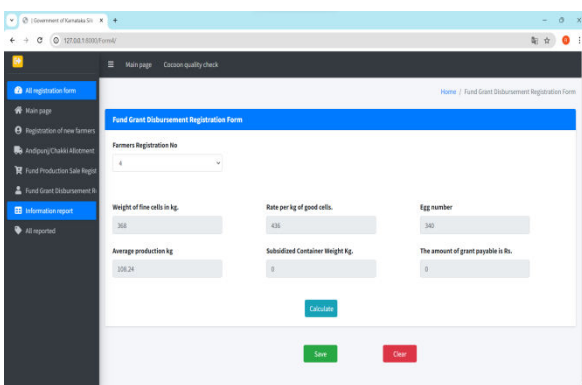 | Government of Karnataka Sil
127.0.0.1:8000/Form4/
Main page Cocoon quality check
All registration form
Home / Fund Grant Disbursement Registration Form
Main page
Registration of new farmers
Andipunj/Chakki Allotment
Fund Production Sale Regist
Fund Grant Disbursement R
Information report
All reported
Fund Grant Disbursement Registration Form
Farmers Registration No
4
Weight of fine cells in kg. Rate per kg of good cells. Egg number
368 436 340
Average production kg Subsidized Container Weight Kg. The amount of grant payable is Rs.
108.24 0 0
Calculate
Save Clear